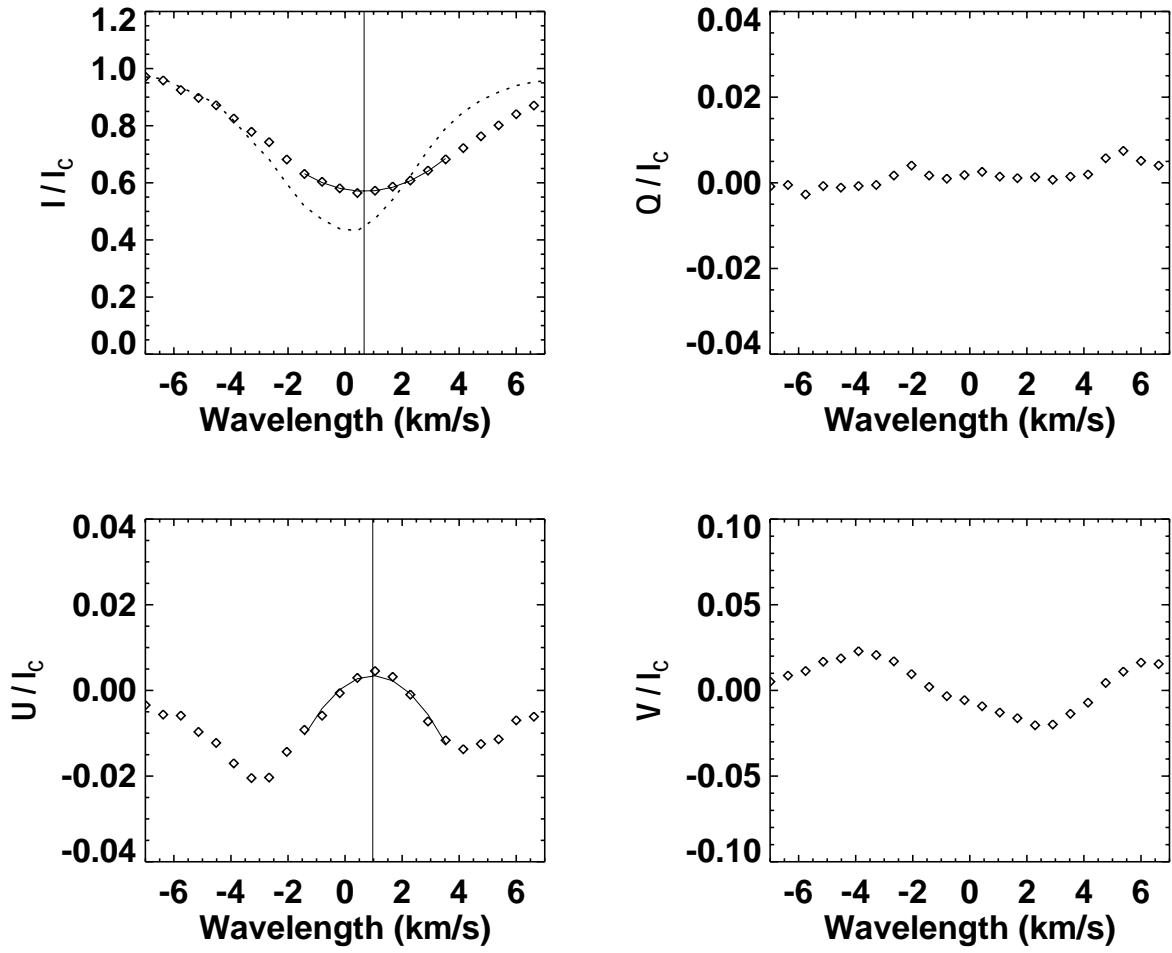 1.2
1.0
0.8
0.6
0.4
0.2
0.0
I / I_C
-6 -4 -2 0 2 4 6
Wavelength (km/s)
0.04
0.02
0.00
-0.02
-0.04
Q / I_C
-6 -4 -2 0 2 4 6
Wavelength (km/s)
0.04
0.02
0.00
-0.02
-0.04
U / I_C
-6 -4 -2 0 2 4 6
Wavelength (km/s)
0.10
0.05
0.00
-0.05
-0.10
V / I_C
-6 -4 -2 0 2 4 6
Wavelength (km/s)